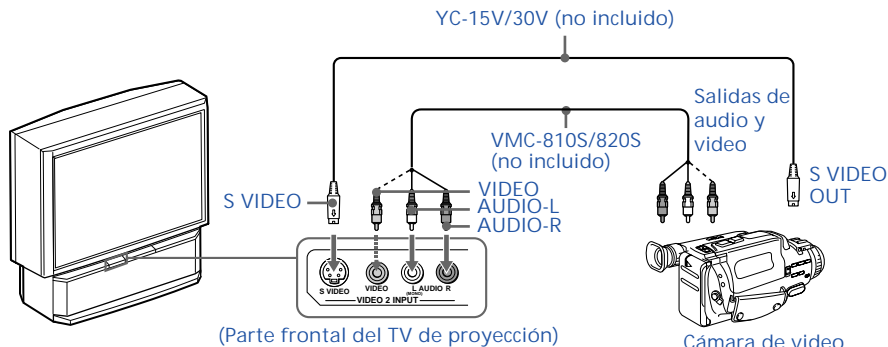 YC-15V/30V (no incluido)
Salidas de
audio y
video
VMC-810S/820S
(no incluido)
S VIDEO
OUT
S VIDEO
VIDEO
AUDIO-L
AUDIO-R
S VIDEO
VIDEO
L AUDIO R
(MONO)
VIDEO 2 INPUT
(Parte frontal del TV de proyección)
Cámara de video